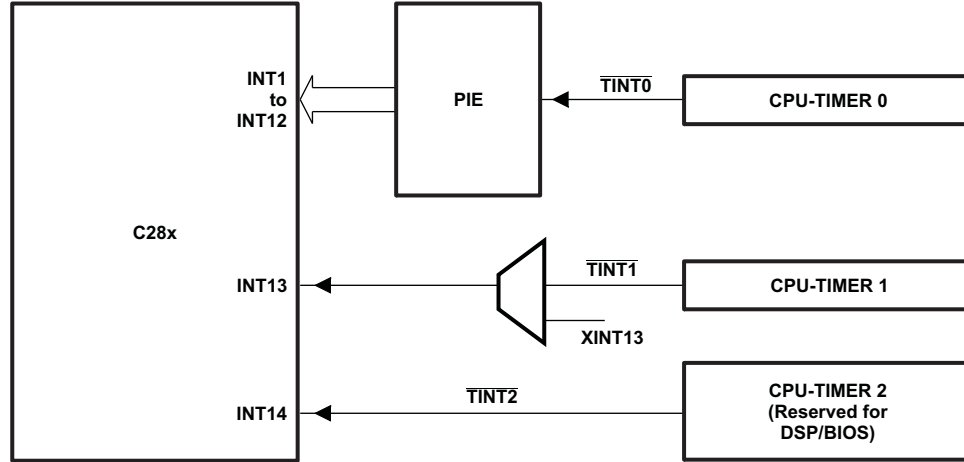 INT1
to
INT12
PIE
TINT0
CPU-TIMER 0
C28x
INT13
TINT1
CPU-TIMER 1
XINT13
INT14
TINT2
CPU-TIMER 2
(Reserved for
DSP/BIOS)